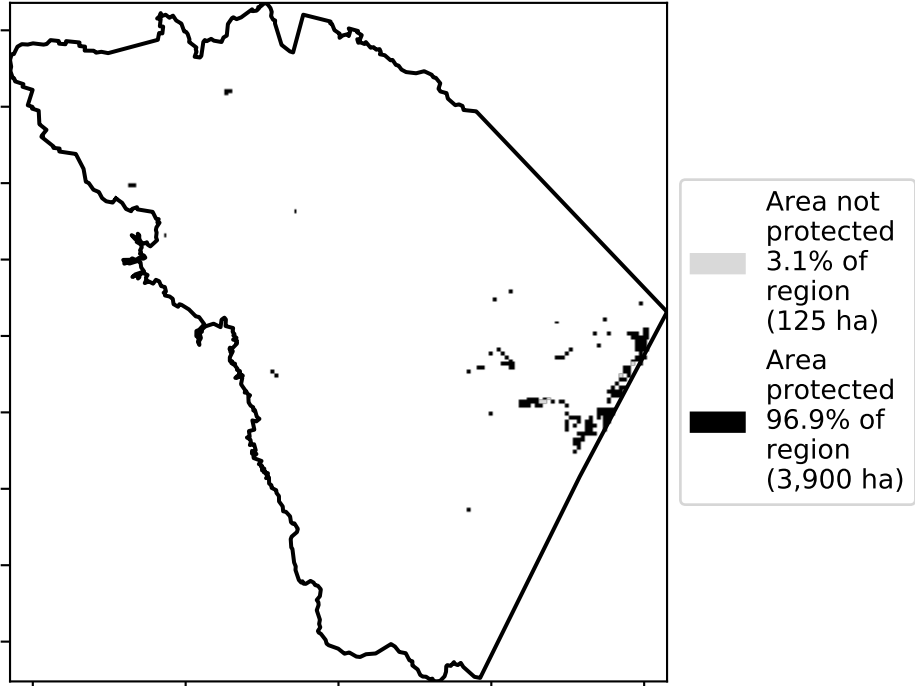 Area not
protected
3.1% of
region
(125 ha)
Area
protected
96.9% of
region
(3,900 ha)